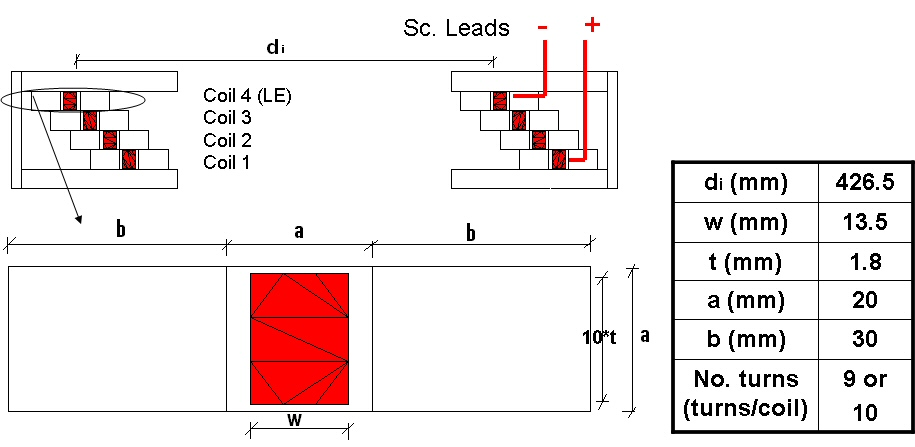 Sc. Leads - +
di
Coil 4 (LE)
Coil 3
Coil 2
Coil 1
b a b
10*t a
w
di (mm) 426.5
w (mm) 13.5
t (mm) 1.8
a (mm) 20
b (mm) 30
No. turns 9 or
(turns/coil) 10